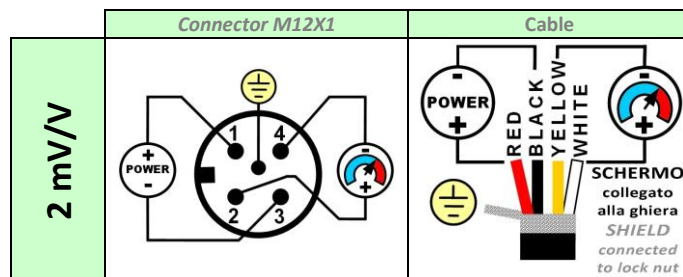 Connector M12X1
Cable
2 mV/V
1 4
2 3
+
POWER
-
-
+
-
POWER
+
RED
BLACK
YELLOW
WHITE
-
+
SCHERMO
collegato
alla ghiera
SHIELD
connected
to lock nut